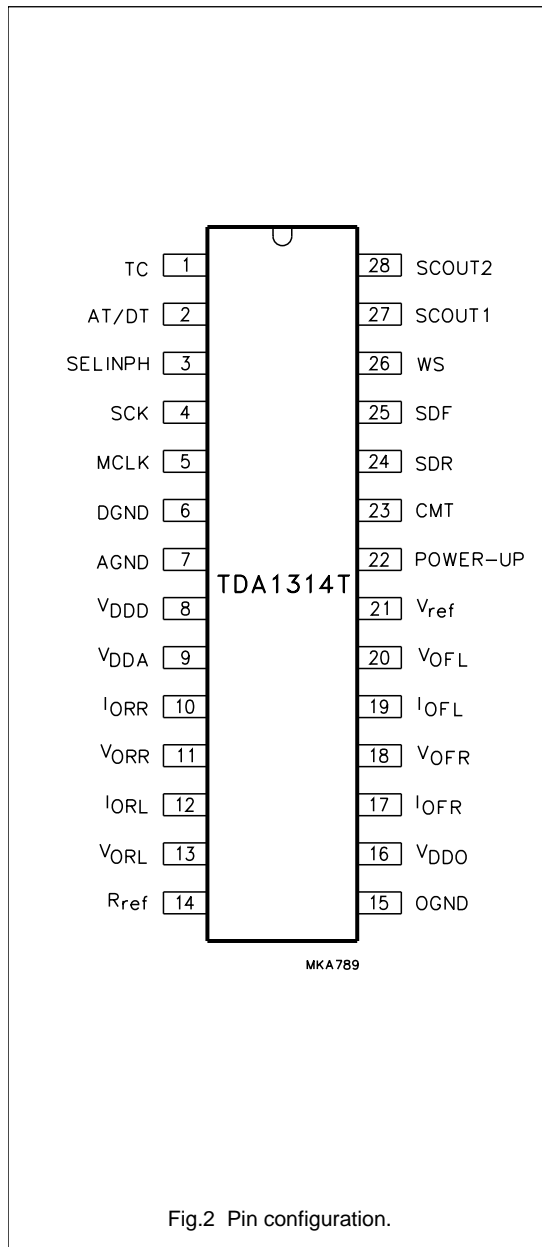 TC 1 28 SCOUT2
AT/DT 2 27 SCOUT1
SELINPH 3 26 WS
SCK 4 25 SDF
MCLK 5 24 SDR
DGND 6 23 CMT
AGND 7 22 POWER-UP
TDA1314T
VDDD 8 21 Vref
VDDA 9 20 VOFL
IORR 10 19 IOFL
VORR 11 18 VOFR
IORL 12 17 IOFR
VORL 13 16 VDDO
Rref 14 15 OGND
MKA789
Fig.2 Pin configuration.